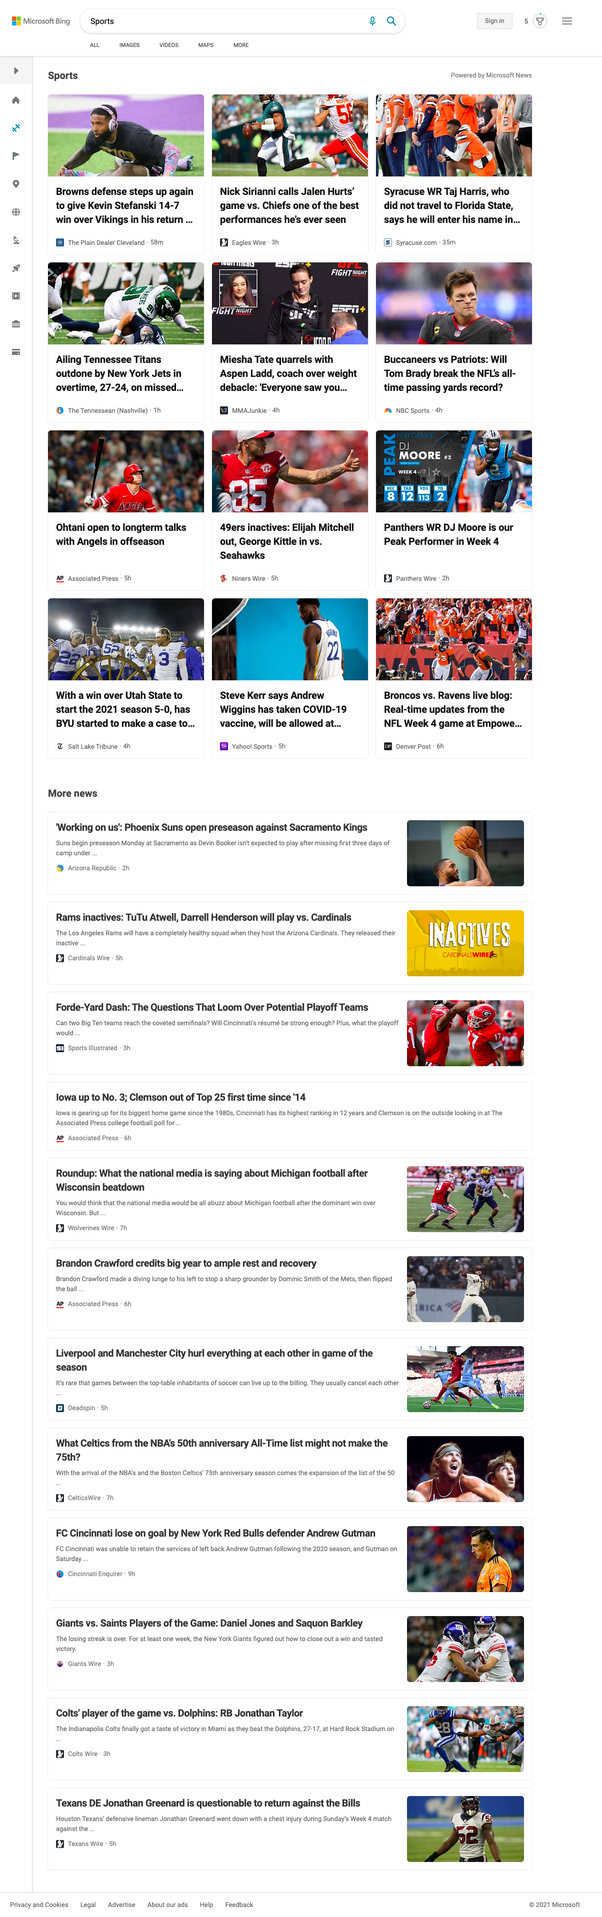 Microsoft Bing
Sports
Sign in
5
ALL IMAGES VIDEOS MAPS MORE
Sports
Powered by Microsoft News
Browns defense steps up again
to give Kevin Stefanski 14-7
win over Vikings in his return ...
The Plain Dealer Cleveland · 58m
Nick Sirianni calls Jalen Hurts'
game vs. Chiefs one of the best
performances he's ever seen
Eagles Wire · 3h
Syracuse WR Taj Harris, who
did not travel to Florida State,
says he will enter his name in...
Syracuse.com · 35m
Ailing Tennessee Titans
outdone by New York Jets in
overtime, 27-24, on missed...
The Tennessean (Nashville) · 1h
FIGHT NIGHT
ESPN+
UFC
FIGHT NIGHT
ESPN+
Miesha Tate quarrels with
Aspen Ladd, coach over weight
debacle: 'Everyone saw you...
MMAJunkie · 4h
Buccaneers vs Patriots: Will
Tom Brady break the NFL's all-
time passing yards record?
NBC Sports · 4h
Ohtani open to longterm talks
with Angels in offseason
AP Associated Press · 5h
85
49ers inactives: Elijah Mitchell
out, George Kittle in vs.
Seahawks
Niners Wire · 5h
PEAK
DJ
MOORE #2
WEEK 4
REC TAR YDS TD
8 12 113 2
Panthers WR DJ Moore is our
Peak Performer in Week 4
Panthers Wire · 2h
22 52 3
With a win over Utah State to
start the 2021 season 5-0, has
BYU started to make a case to...
Salt Lake Tribune · 4h
22
Steve Kerr says Andrew
Wiggins has taken COVID-19
vaccine, will be allowed at...
Yahoo! Sports · 5h
Broncos vs. Ravens live blog:
Real-time updates from the
NFL Week 4 game at Empowe...
Denver Post · 6h
More news
'Working on us': Phoenix Suns open preseason against Sacramento Kings
Suns begin preseason Monday at Sacramento as Devin Booker isn't expected to play after missing first three days of
camp under ...
Arizona Republic · 2h
Rams inactives: TuTu Atwell, Darrell Henderson will play vs. Cardinals
The Los Angeles Rams will have a completely healthy squad when they host the Arizona Cardinals. They released their
inactive ...
Cardinals Wire · 5h
INACTIVES
CARDINALSWIRE
Forde-Yard Dash: The Questions That Loom Over Potential Playoff Teams
Can two Big Ten teams reach the coveted semifinals? Will Cincinnati's résumé be strong enough? Plus, what the playoff
would ...
SI Sports Illustrated · 3h
17
Iowa up to No. 3; Clemson out of Top 25 first time since '14
Iowa is gearing up for its biggest home game since the 1980s, Cincinnati has its highest ranking in 12 years and Clemson is on the outside looking in at The
Associated Press college football poll for ...
AP Associated Press · 6h
Roundup: What the national media is saying about Michigan football after
Wisconsin beatdown
You would think that the national media would be all abuzz about Michigan football after the dominant win over
Wisconsin. But ...
Wolverines Wire · 7h
Brandon Crawford credits big year to ample rest and recovery
Brandon Crawford made a diving lunge to his left to stop a sharp grounder by Dominic Smith of the Mets, then flipped
the ball ...
AP Associated Press · 6h
Liverpool and Manchester City hurl everything at each other in game of the
season
It's rare that games between the top-table inhabitants of soccer can live up to the billing. They usually cancel each other
...
Deadspin · 5h
What Celtics from the NBA's 50th anniversary All-Time list might not make the
75th?
With the arrival of the NBA's and the Boston Celtics' 75th anniversary season comes the expansion of the list of the 50
...
CelticsWire · 7h
FC Cincinnati lose on goal by New York Red Bulls defender Andrew Gutman
FC Cincinnati was unable to retain the services of left back Andrew Gutman following the 2020 season, and Gutman on
Saturday ...
Cincinnati Enquirer · 9h
Giants vs. Saints Players of the Game: Daniel Jones and Saquon Barkley
The losing streak is over. For at least one week, the New York Giants figured out how to close out a win and tasted
victory.
Giants Wire · 3h
Colts' player of the game vs. Dolphins: RB Jonathan Taylor
The Indianapolis Colts finally got a taste of victory in Miami as they beat the Dolphins, 27-17, at Hard Rock Stadium on
...
Colts Wire · 3h
28
Texans DE Jonathan Greenard is questionable to return against the Bills
Houston Texans' defensive lineman Jonathan Greenard went down with a chest injury during Sunday's Week 4 match
against the ...
Texans Wire · 5h
52
Privacy and Cookies Legal Advertise About our ads Help Feedback
© 2021 Microsoft